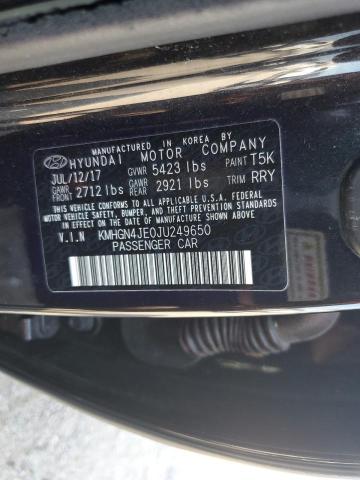 MANUFACTURED IN KOREA BY
HYUNDAI MOTOR COMPANY
JUL/12/17 GVWR 5423 lbs PAINT T5K
GAWR FRONT 2712 lbs GAWR REAR 2921 lbs TRIM RRY
THIS VEHICLE CONFORMS TO ALL APPLICABLE FEDERAL
MOTOR VEHICLE SAFETY, BUMPER, AND THEFT PREVENTION
STANDARDS IN EFFECT ON THE DATE OF
MANUFACTURE SHOWN ABOVE.
V.I.N KMHGN4JE0JU249650
PASSENGER CAR